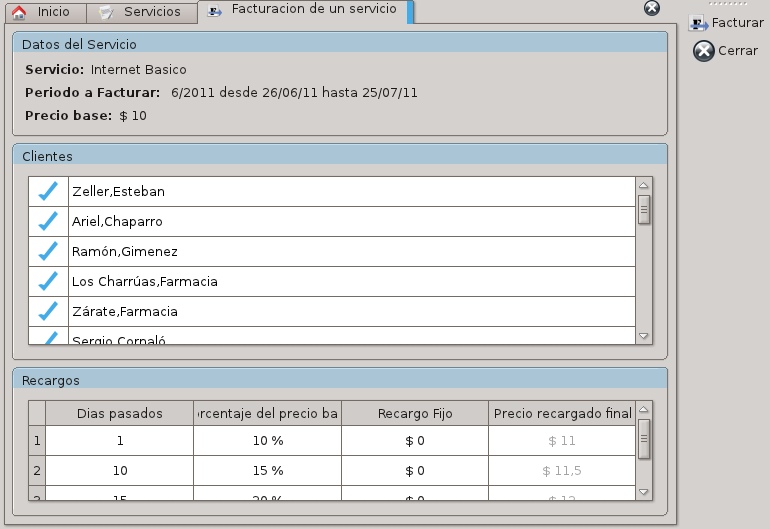 Inicio
Servicios
Facturacion de un servicio
Facturar
Cerrar
Datos del Servicio
Servicio: Internet Basico
Periodo a Facturar: 6/2011 desde 26/06/11 hasta 25/07/11
Precio base: $ 10
Clientes
Zeller,Esteban
Ariel,Chaparro
Ramón,Gimenez
Los Charrúas,Farmacia
Zárate,Farmacia
Sergio Cornaló
Recargos
Dias pasados rcentaje del precio ba Recargo Fijo Precio recargado final
1 1 10 % $ 0 $ 11
2 10 15 % $ 0 $ 11,5
3 15 20 % $ 0 $ 12